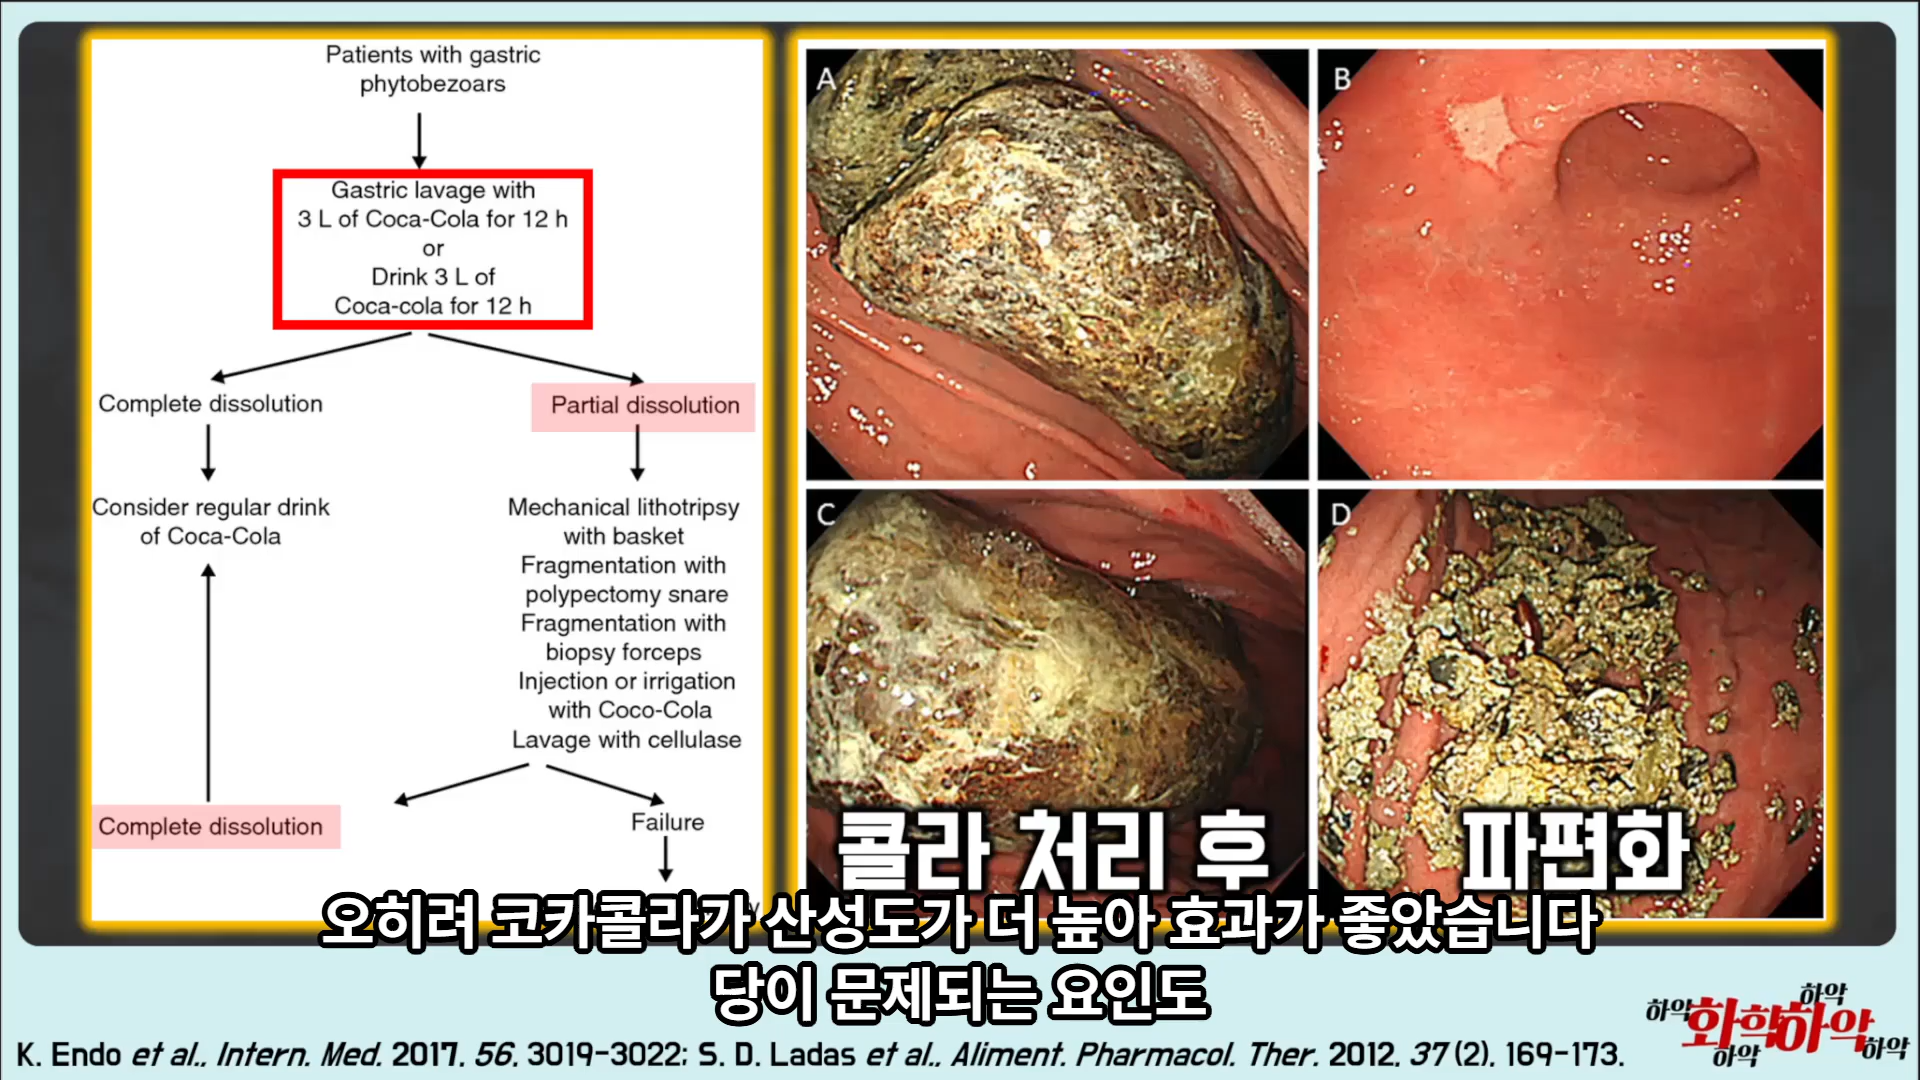 Patients with gastric
phytobezoars
Gastric lavage with
3 L of Coca-Cola for 12 h
or
Drink 3 L of
Coca-cola for 12 h
Complete dissolution
Partial dissolution
Consider regular drink
of Coca-Cola
Mechanical lithotripsy
with basket
Fragmentation with
polypectomy snare
Fragmentation with
biopsy forceps
Injection or irrigation
with Coco-Cola
Lavage with cellulase
Complete dissolution
Failure
A
B
C
D
콜라 처리 후
파편화
오히려 코카콜라가 산성도가 더 높아 효과가 좋았습니다
당이 문제되는 요인도
K. Endo et al., Intern. Med. 2017, 56, 3019-3022; S. D. Ladas et al., Aliment. Pharmacol. Ther. 2012, 37 (2), 169-173.
하악
하악
화학하악
하악
하악